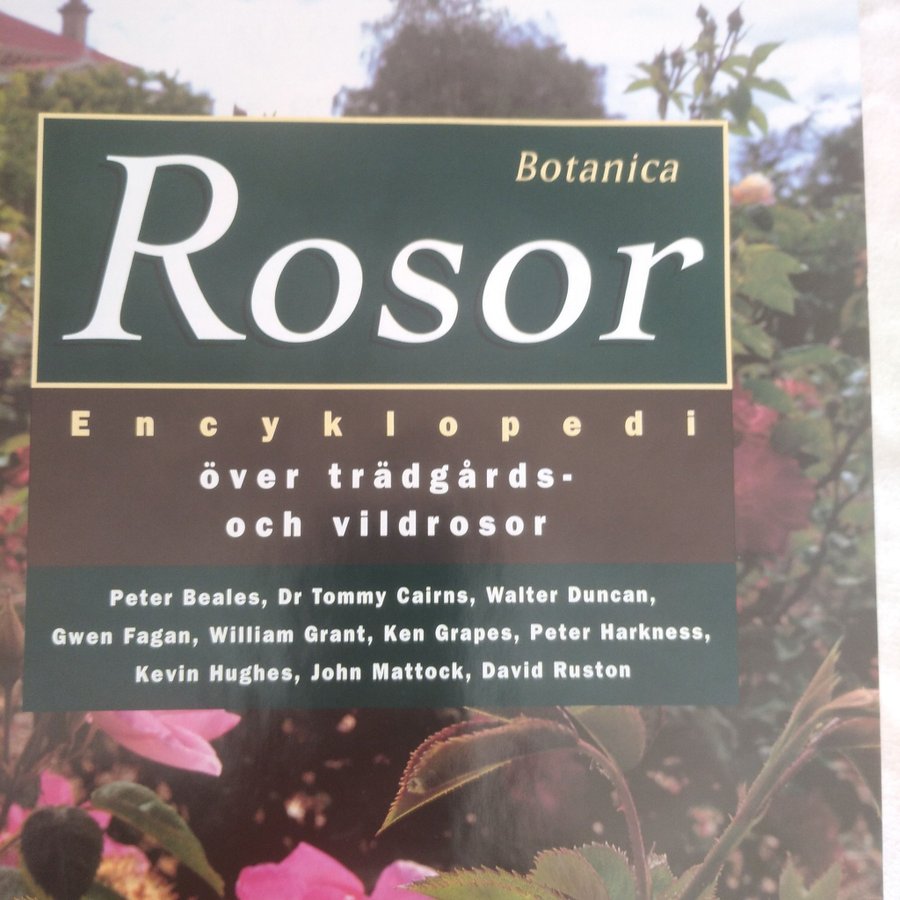 Botanica
Rosor
Encyklopedi
över trädgårds-
och vildrosor
Peter Beales, Dr Tommy Cairns, Walter Duncan,
Gwen Fagan, William Grant, Ken Grapes, Peter Harkness,
Kevin Hughes, John Mattock, David Ruston